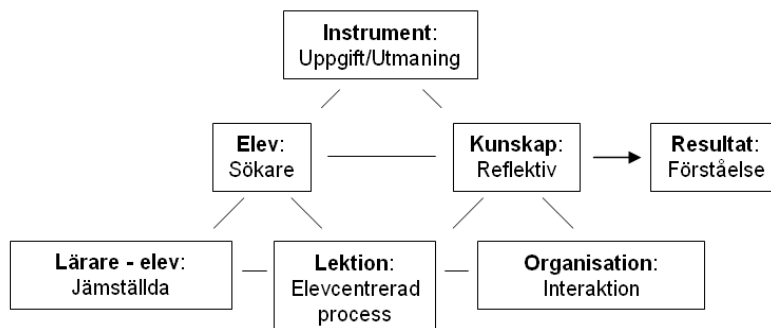 Instrument:
Uppgift/Utmaning
Elev:
Sökare
Kunskap:
Reflektiv
Resultat:
Förståelse
Lärare - elev:
Jämställda
Lektion:
Elevcentrerad
process
Organisation:
Interaktion